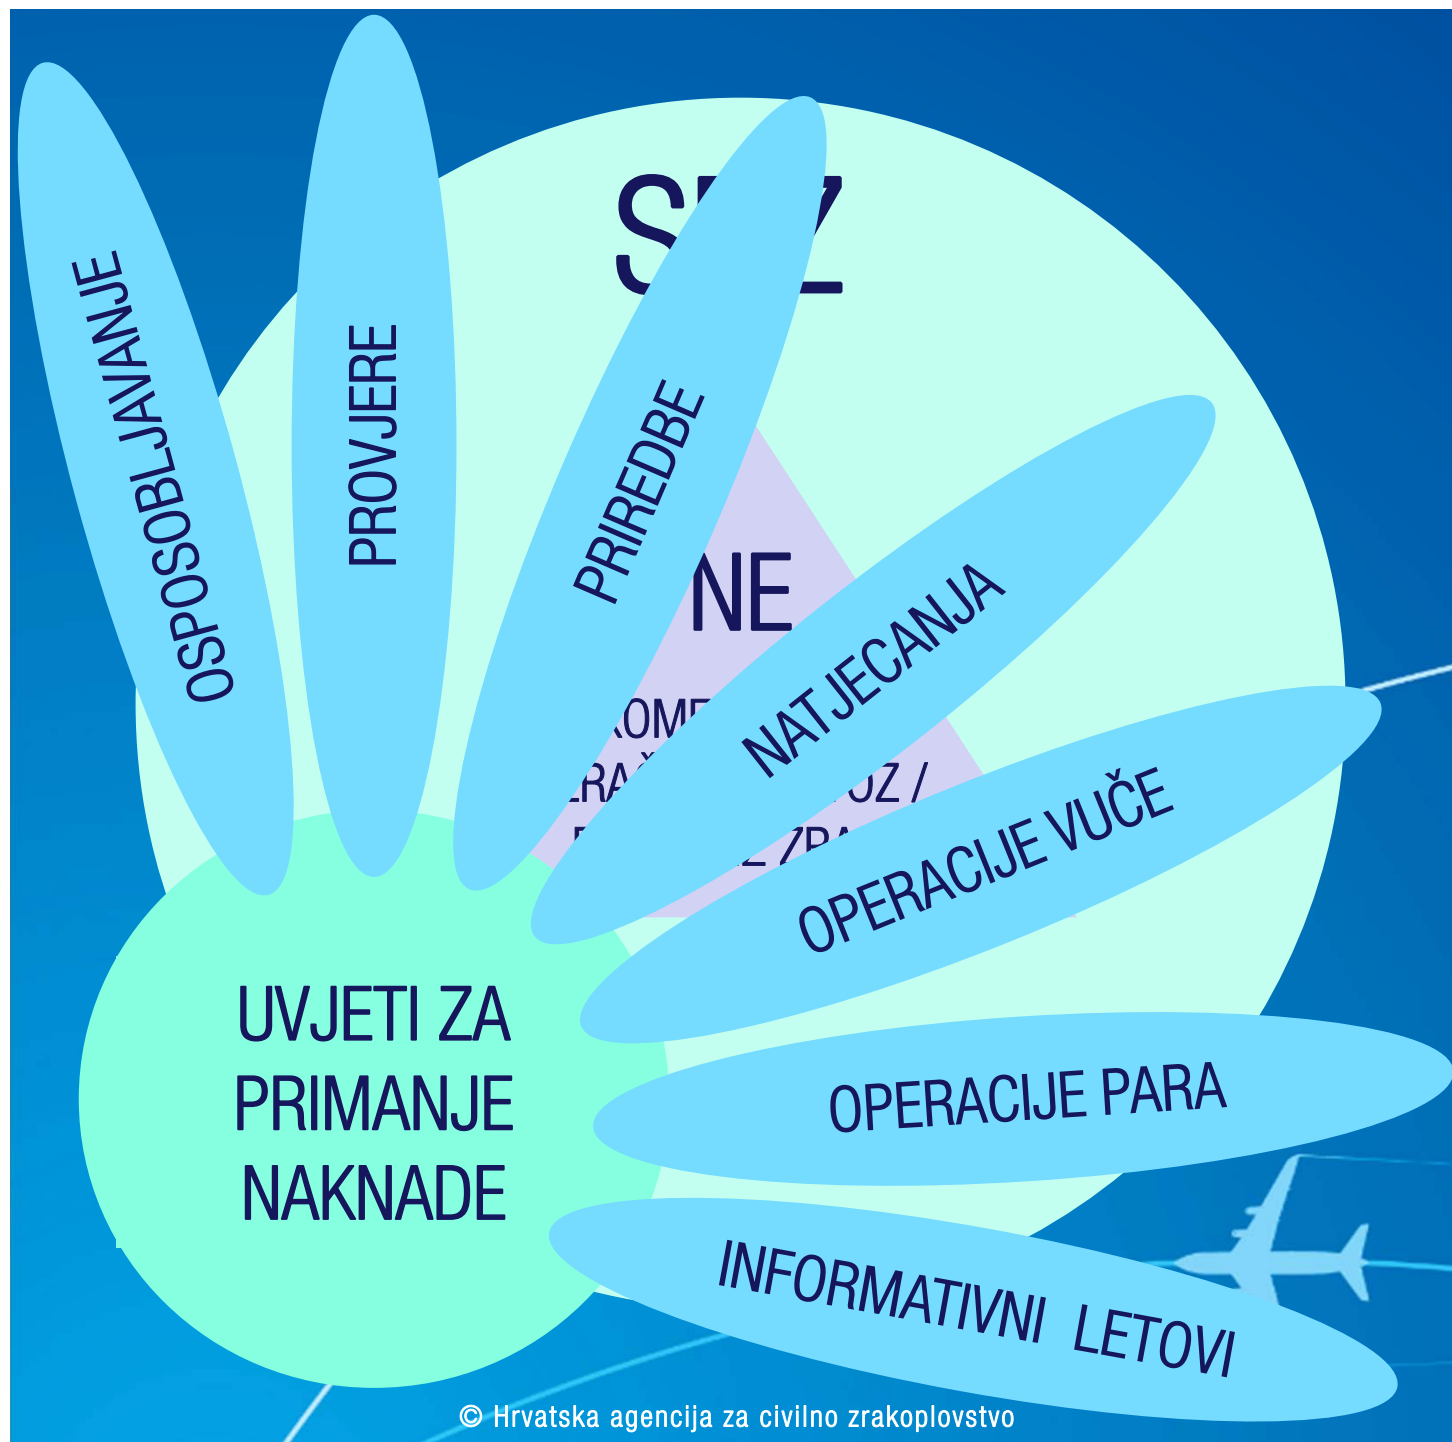 OSPOSOBLJAVANJE
PROVJERE
PRIREDBE
NATJECANJA
OPERACIJE VUČE
OPERACIJE PARA
INFORMATIVNI LETOVI
NE
UVJETI ZA
PRIMANJE
NAKNADE
© Hrvatska agencija za civilno zrakoplovstvo